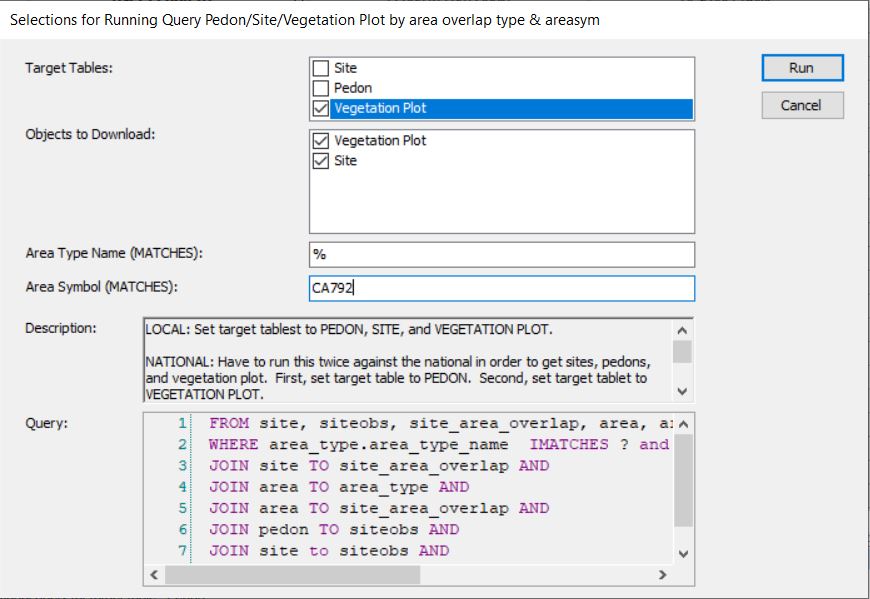 Selections for Running Query Pedon/Site/Vegetation Plot by area overlap type & areasym
Target Tables:
Site
Pedon
Vegetation Plot
Run
Cancel
Objects to Download:
Vegetation Plot
Site
Area Type Name (MATCHES):
%
Area Symbol (MATCHES):
CA792
Description:
LOCAL: Set target tablest to PEDON, SITE, and VEGETATION PLOT.
NATIONAL: Have to run this twice against the national in order to get sites, pedons,
and vegetation plot. First, set target table to PEDON. Second, set target tablet to
VEGETATION PLOT.
Query:
1 FROM site, siteobs, site_area_overlap, area,
2 WHERE area_type.area_type_name IMATCHES ? and
3 JOIN site TO site_area_overlap AND
4 JOIN area TO area_type AND
5 JOIN area TO site_area_overlap AND
6 JOIN pedon TO siteobs AND
7 JOIN site to siteobs AND